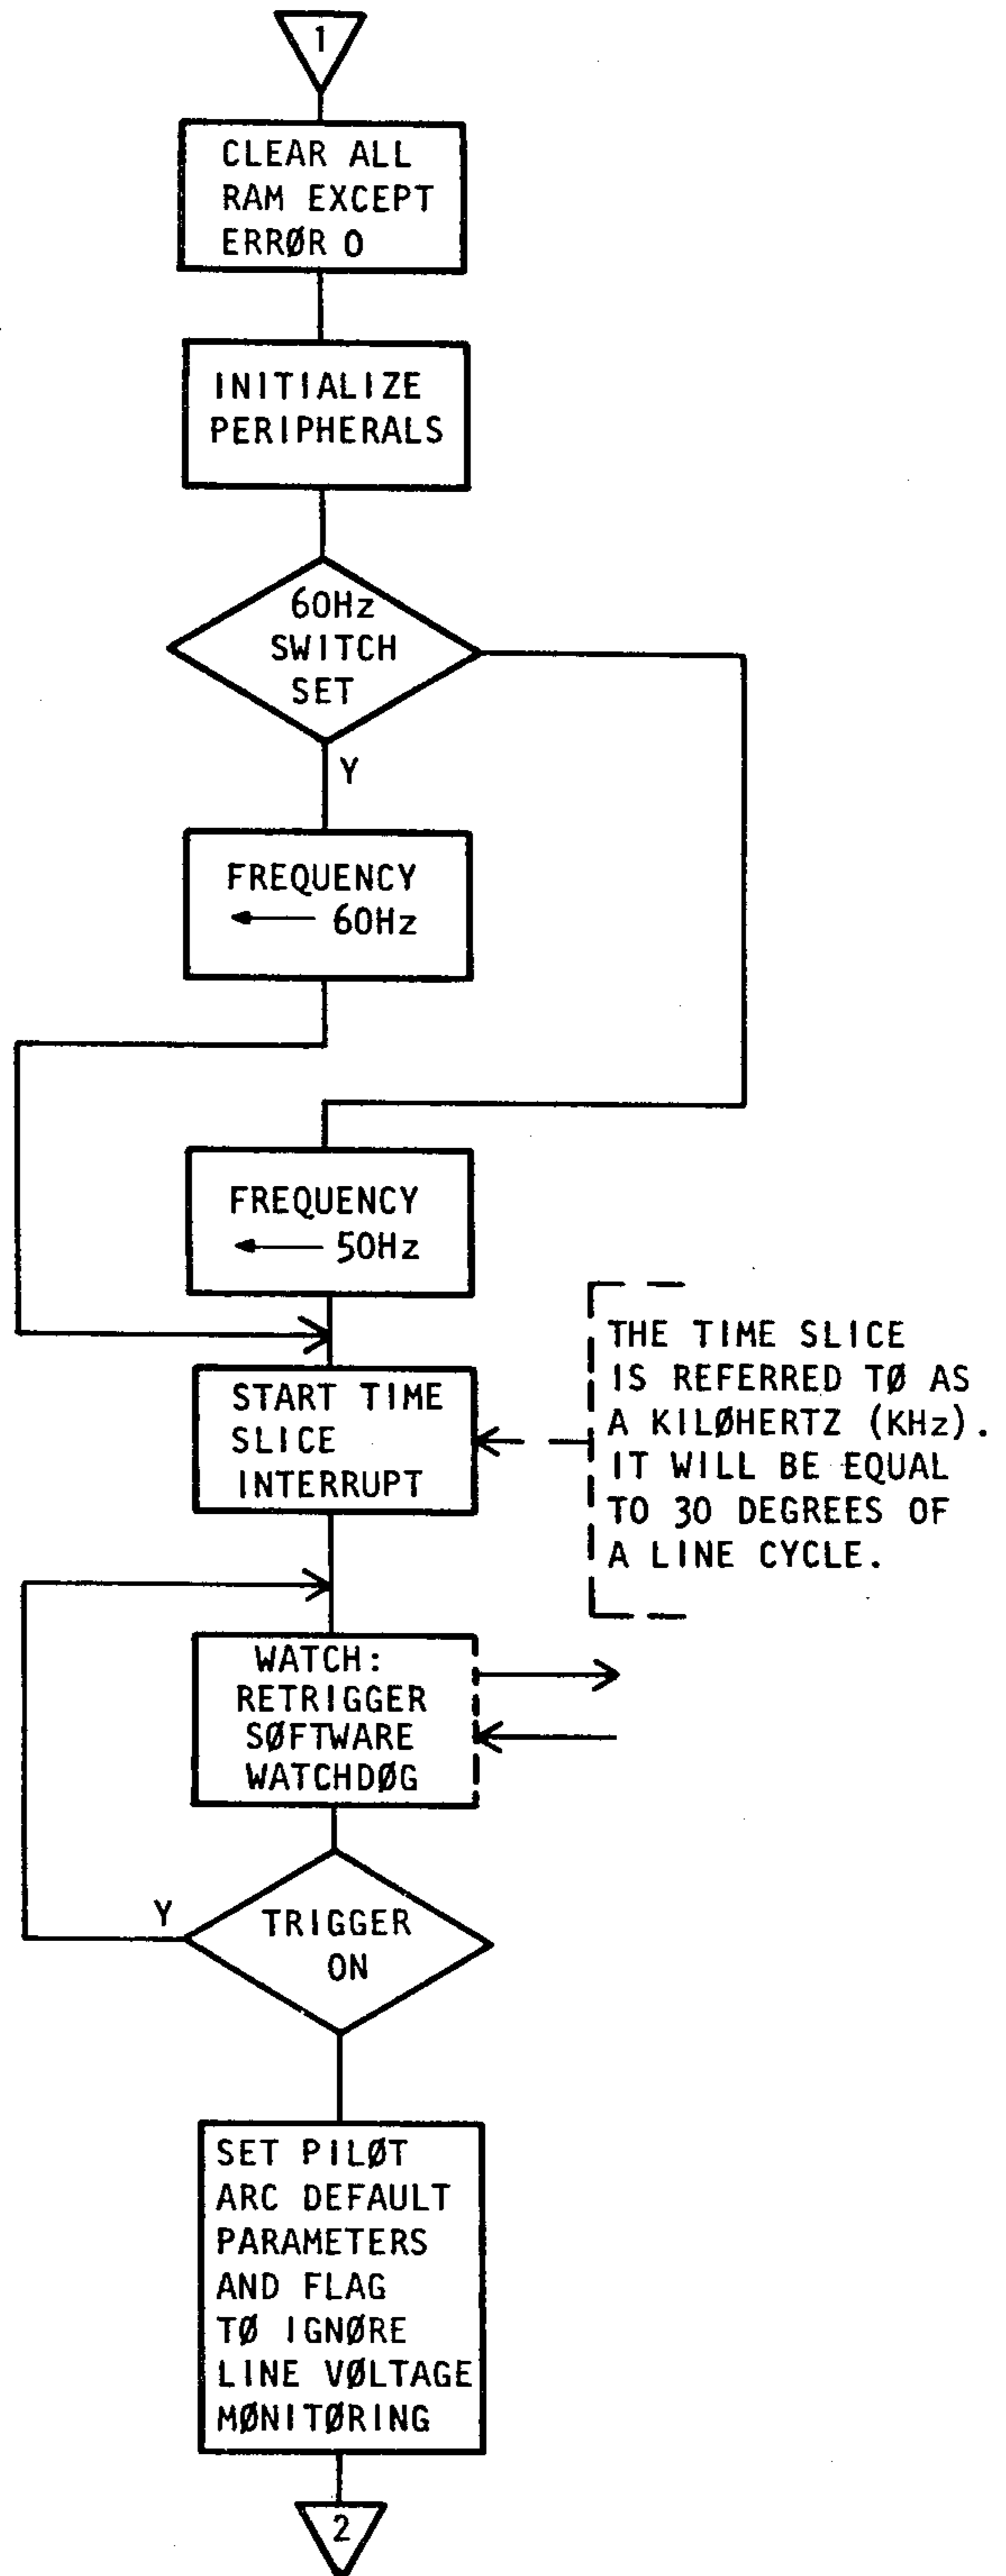 1
CLEAR ALL
RAM EXCEPT
ERRØR 0
INITIALIZE
PERIPHERALS
60Hz
SWITCH
SET
Y
FREQUENCY
← 60Hz
FREQUENCY
← 50Hz
START TIME
SLICE
INTERRUPT
THE TIME SLICE
IS REFERRED TØ AS
A KILØHERTZ (KHz).
IT WILL BE EQUAL
TO 30 DEGREES OF
A LINE CYCLE.
WATCH:
RETRIGGER
SØFTWARE
WATCHDØG
Y
TRIGGER
ON
SET PILØT
ARC DEFAULT
PARAMETERS
AND FLAG
TØ IGNØRE
LINE VØLTAGE
MØNITØRING
2